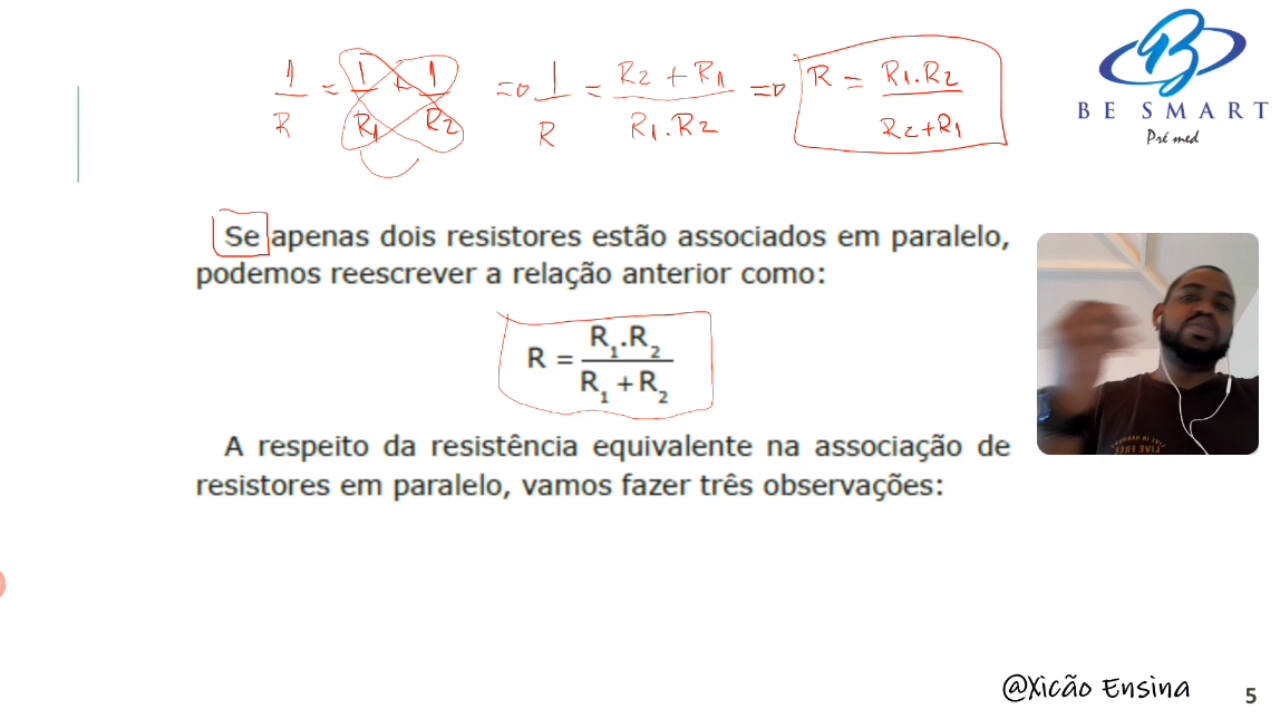 1/R = 1/R1 + 1/R2 => 1/R = R2 + R1/R1.R2 => R = R1.R2/R2+R1
BE SMART
Pré med
Se apenas dois resistores estão associados em paralelo,
podemos reescrever a relação anterior como:
R = R1.R2/R1 + R2
A respeito da resistência equivalente na associação de
resistores em paralelo, vamos fazer três observações:
@Xicão Ensina
5